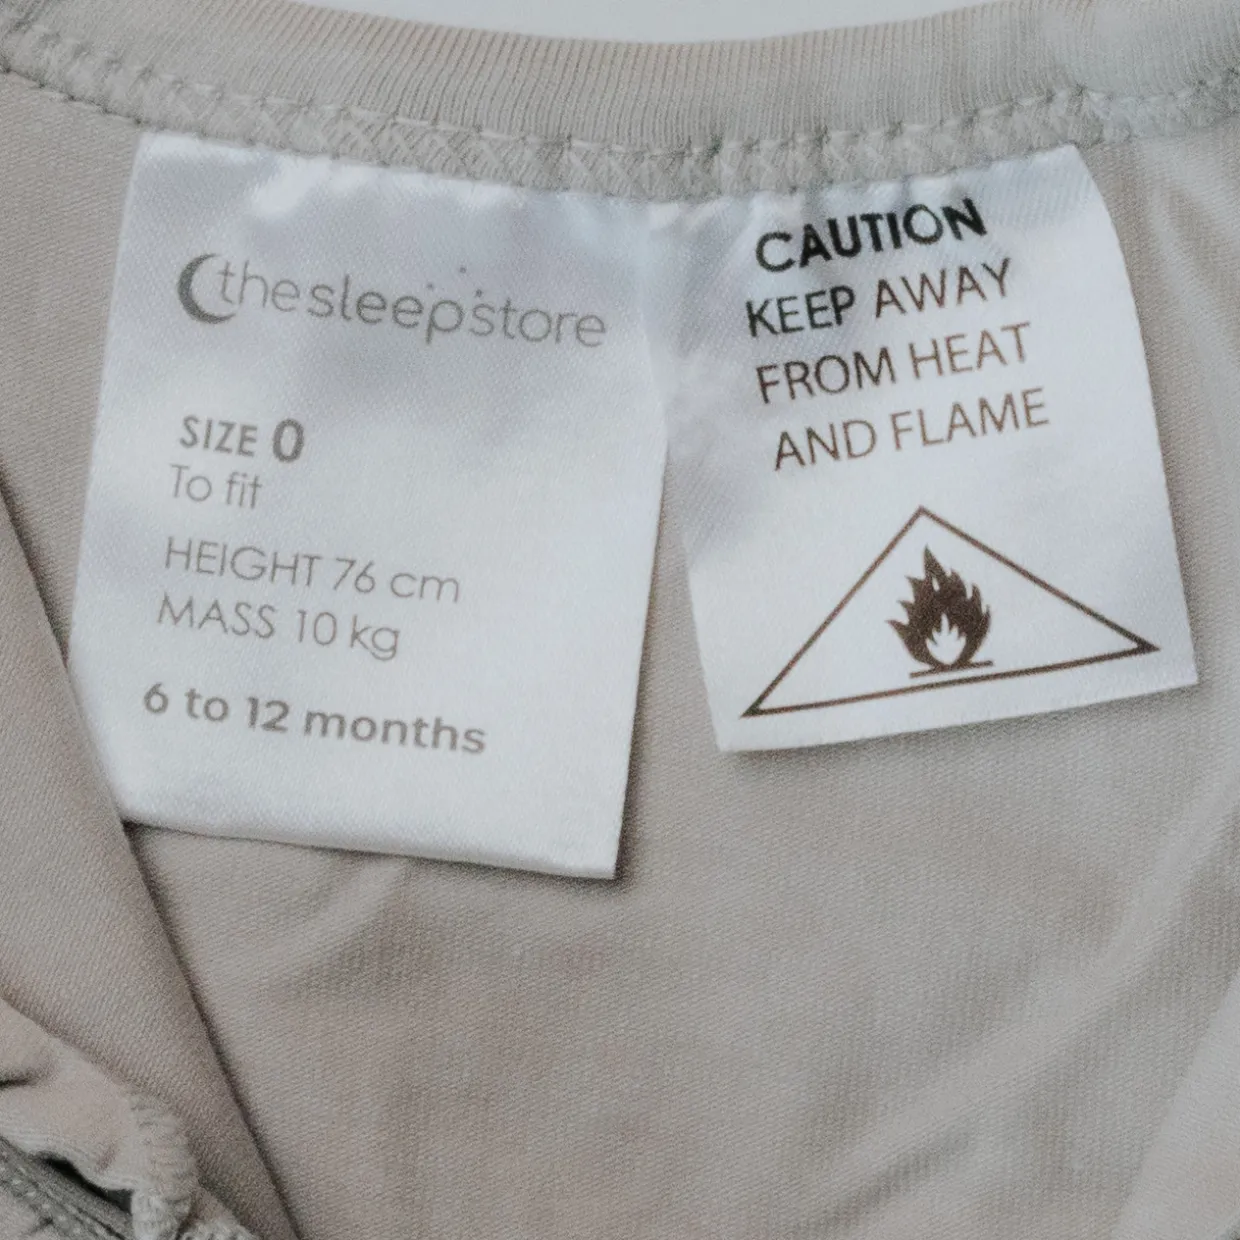 thesleepstore
SIZE 0
To fit
HEIGHT 76 cm
MASS 10 kg
6 to 12 months
CAUTION
KEEP AWAY
FROM HEAT
AND FLAME